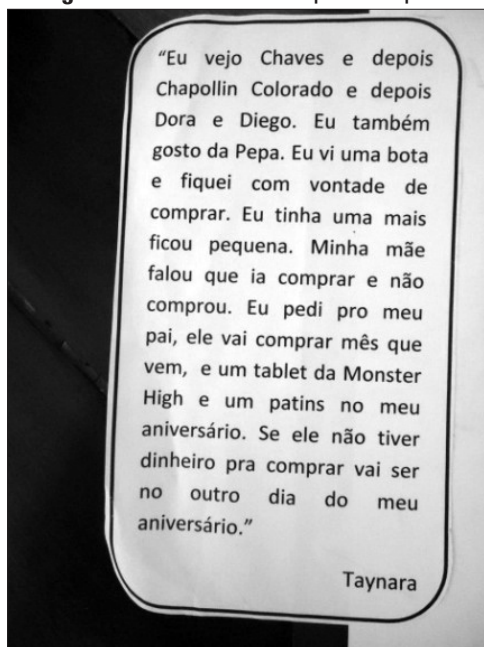 “Eu vejo Chaves e depois
Chapollin Colorado e depois
Dora e Diego. Eu também
gosto da Pepa. Eu vi uma bota
e fiquei com vontade de
comprar. Eu tinha uma mais
ficou pequena. Minha mãe
falou que ia comprar e não
comprou. Eu pedi pro meu
pai, ele vai comprar mês que
vem, e um tablet da Monster
High e um patins no meu
aniversário. Se ele não tiver
dinheiro pra comprar vai ser
no outro dia do meu
aniversário.”
Taynara